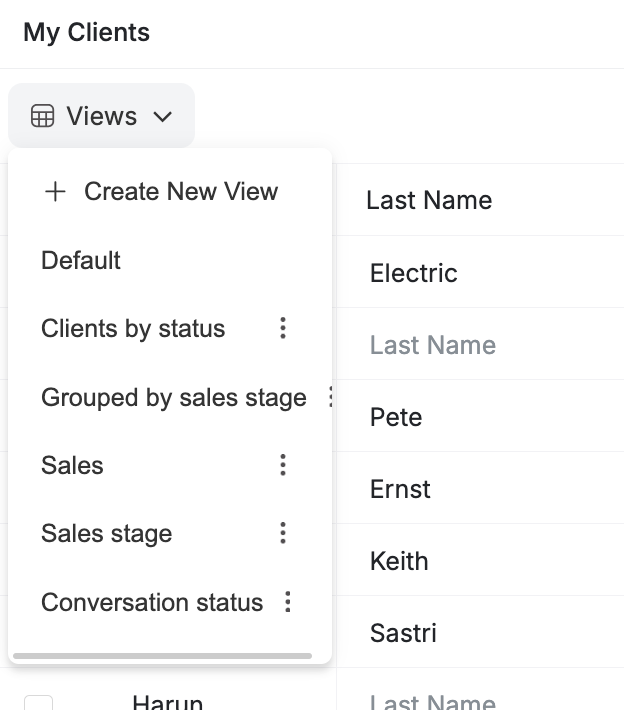 My Clients
Views
Create New View
Last Name
Default
Electric
Clients by status
Last Name
Grouped by sales stage
Pete
Sales
Ernst
Sales stage
Keith
Conversation status
Sastri
Harun
Last Name